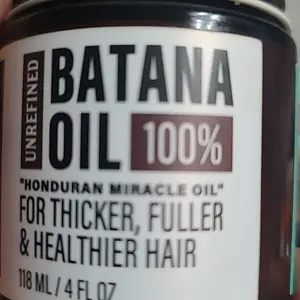 UNREFINED
BATANA
OIL 100%
"HONDURAN MIRACLE OIL"
FOR THICKER, FULLER
& HEALTHIER HAIR
118 ML / 4 FL OZ